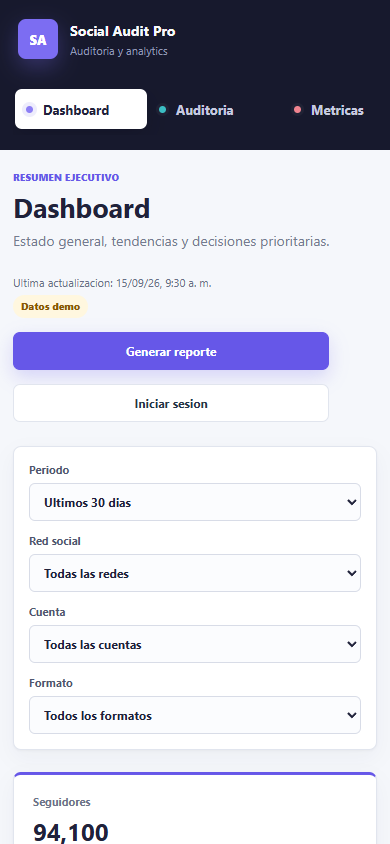 SA
Social Audit Pro
Auditoria y analytics
Dashboard
Auditoria
Metricas
RESUMEN EJECUTIVO
Dashboard
Estado general, tendencias y decisiones prioritarias.
Ultima actualizacion: 15/09/26, 9:30 a. m.
Datos demo
Generar reporte
Iniciar sesion
Periodo
Ultimos 30 dias
Red social
Todas las redes
Cuenta
Todas las cuentas
Formato
Todos los formatos
Seguidores
94,100